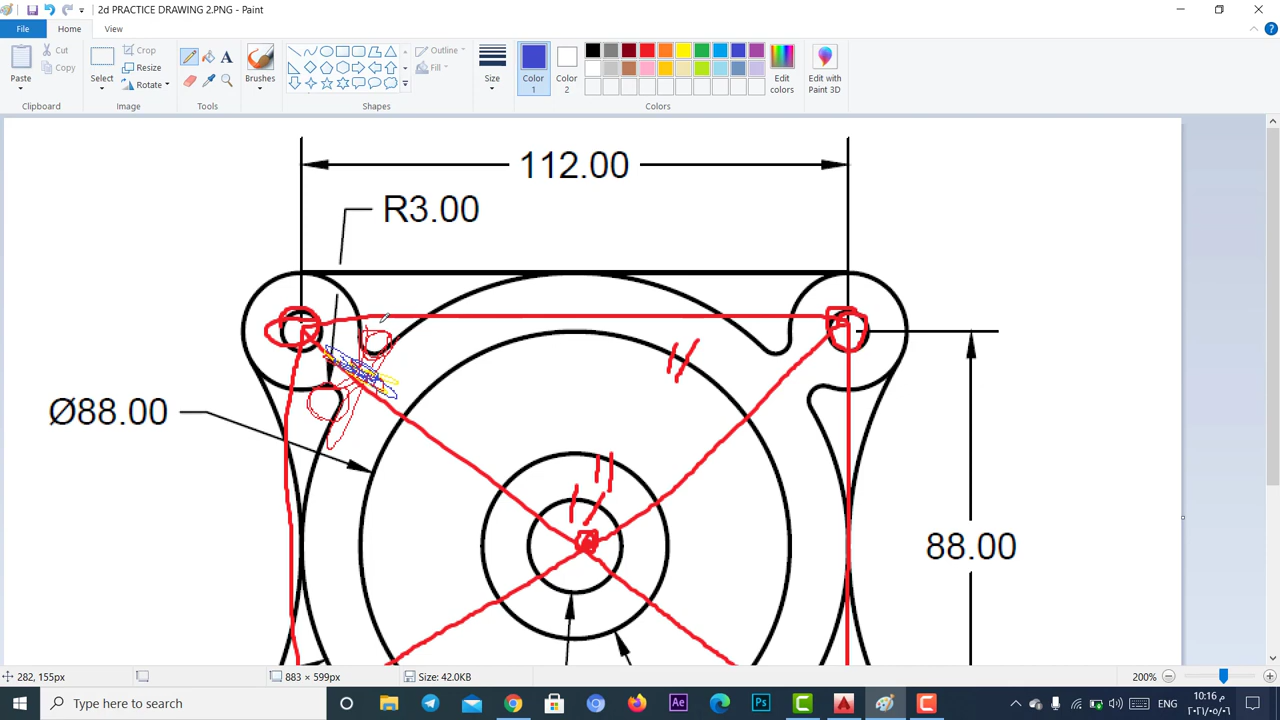 2d PRACTICE DRAWING 2.PNG - Paint
File
Home
View
Paste
Cut
Copy
Clipboard
Select
Crop
Resize
Rotate
Image
A
Tools
Brushes
Outline
Fill
Shapes
Size
Color 1
Color 2
Edit colors
Colors
Edit with Paint 3D
112.00
R3.00
Ø88.00
88.00
282, 155px
883 × 599px
Size: 42.0KB
200%
Type here to search
Ae
Ps
ENG
10:16 م